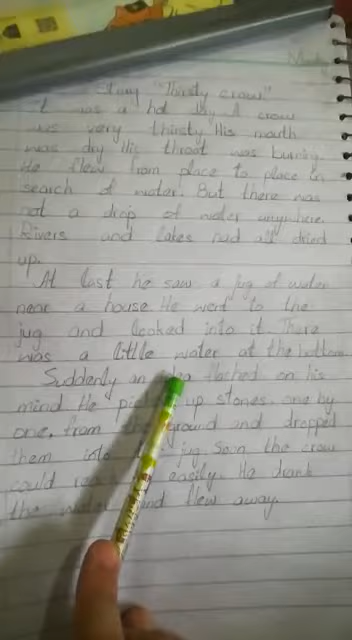 Story "Thirsty crow"
It was a hot day A crow
was very thirsty His mouth
was dry His throat was burning
He flew from place to place in
search of water. But there was
not a drop of water anywhere
Rivers and lakes had all dried
up.
At last he saw a jug of water
near a house He went to the
jug and looked into it There
was a little water at the bottom
Suddenly an idea flashed on his
mind He picked up stones one by
one. from the ground and dropped
them into jug Soon the crow
could easily. He drank
the water and flew away